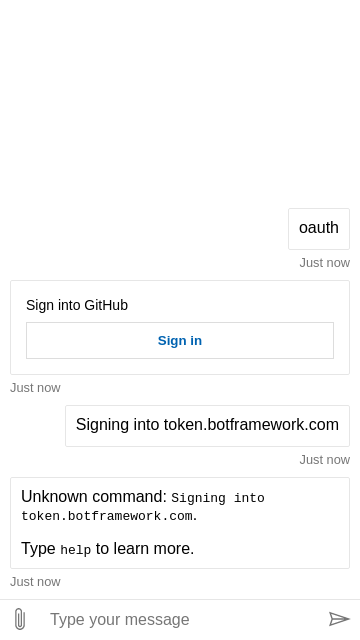 oauth
Just now
Sign into GitHub
Sign in
Just now
Signing into token.botframework.com
Just now
Unknown command: Signing into
token.botframework.com.
Type help to learn more.
Just now
Type your message